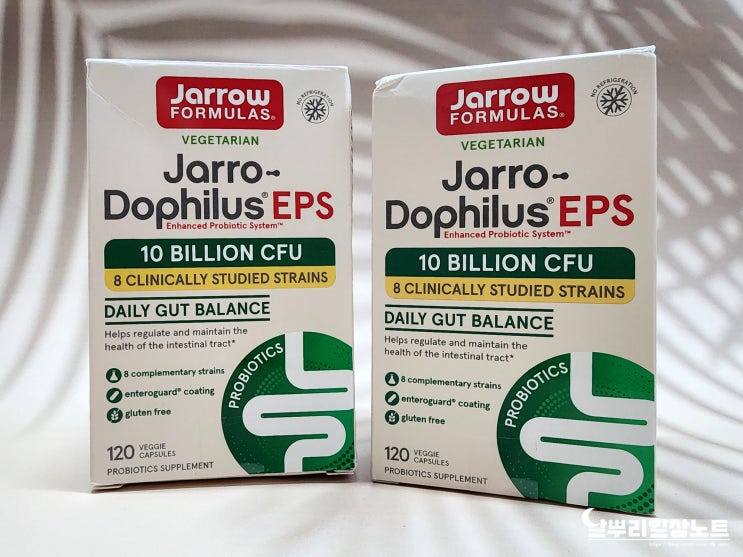 Jarrow
FORMULAS®
NO REFRIGERATION
VEGETARIAN
Jarro-
Dophilus® EPS
Enhanced Probiotic System™
10 BILLION CFU
8 CLINICALLY STUDIED STRAINS
DAILY GUT BALANCE
Helps regulate and maintain the
health of the intestinal tract*
8 complementary strains
enteroguard® coating
gluten free
PROBIOTICS
120 VEGGIE
CAPSULES
PROBIOTICS SUPPLEMENT
Jarrow
FORMULAS®
NO REFRIGERATION
VEGETARIAN
Jarro-
Dophilus® EPS
Enhanced Probiotic System™
10 BILLION CFU
8 CLINICALLY STUDIED STRAINS
DAILY GUT BALANCE
Helps regulate and maintain the
health of the intestinal tract*
8 complementary strains
enteroguard® coating
gluten free
PROBIOTICS
120 VEGGIE
CAPSULES
PROBIOTICS SUPPLEMENT
달뿌리일상노트